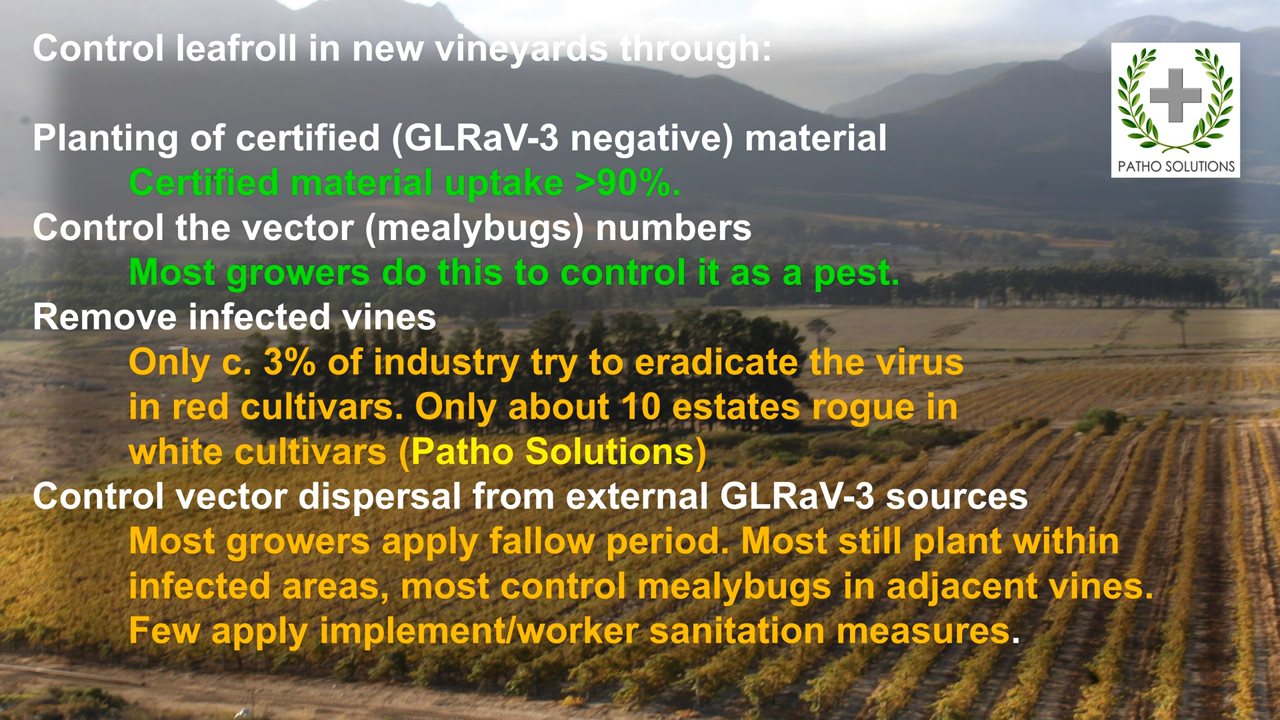 Control leafroll in new vineyards through:
PATHO SOLUTIONS
Planting of certified (GLRaV-3 negative) material
Certified material uptake >90%.
Control the vector (mealybugs) numbers
Most growers do this to control it as a pest.
Remove infected vines
Only c. 3% of industry try to eradicate the virus
in red cultivars. Only about 10 estates rogue in
white cultivars (Patho Solutions)
Control vector dispersal from external GLRaV-3 sources
Most growers apply fallow period. Most still plant within
infected areas, most control mealybugs in adjacent vines.
Few apply implement/worker sanitation measures.